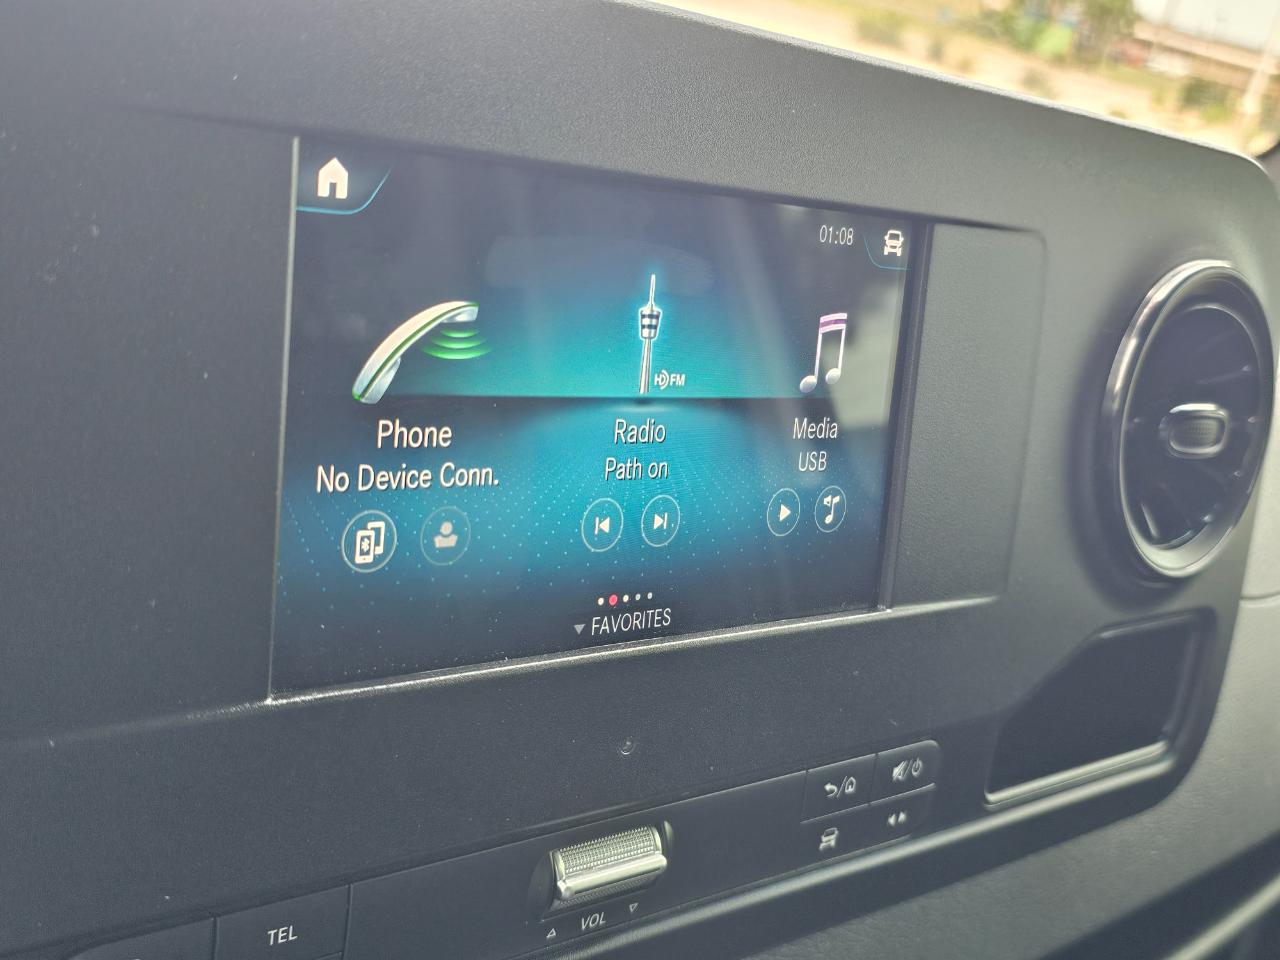 01:08
HD FM
Phone
No Device Conn.
Radio
Path on
Media
USB
FAVORITES
VOL
TEL